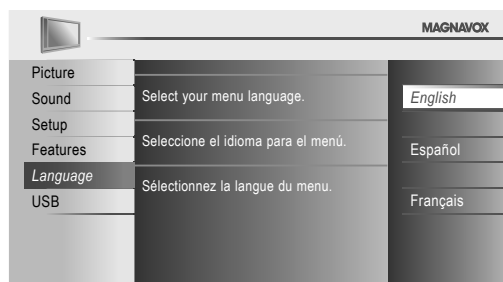 MAGNAVOX
Picture
Sound
Setup
Features
Language
USB
Select your menu language.
Seleccione el idioma para el menú.
Sélectionnez la langue du menu.
English
Español
Français